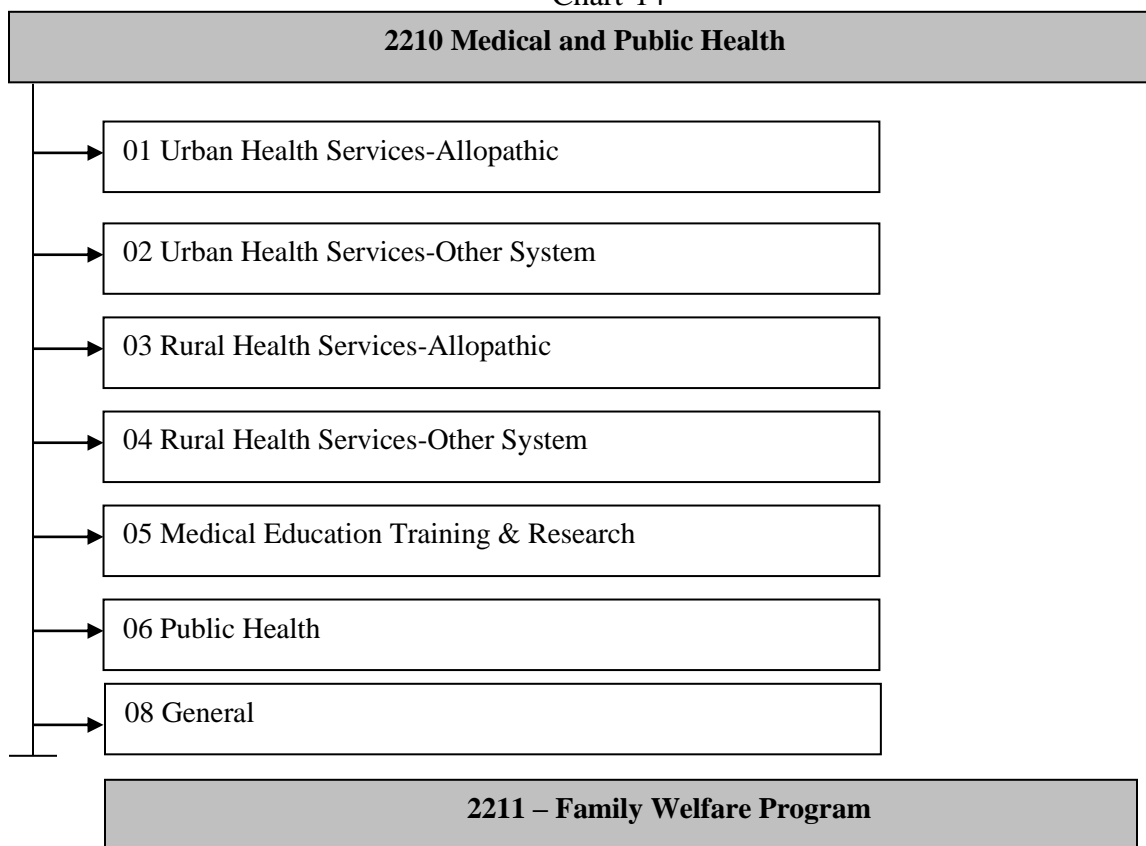 2210 Medical and Public Health
01 Urban Health Services-Allopathic
02 Urban Health Services-Other System
03 Rural Health Services-Allopathic
04 Rural Health Services-Other System
05 Medical Education Training & Research
06 Public Health
08 General
2211 – Family Welfare Program